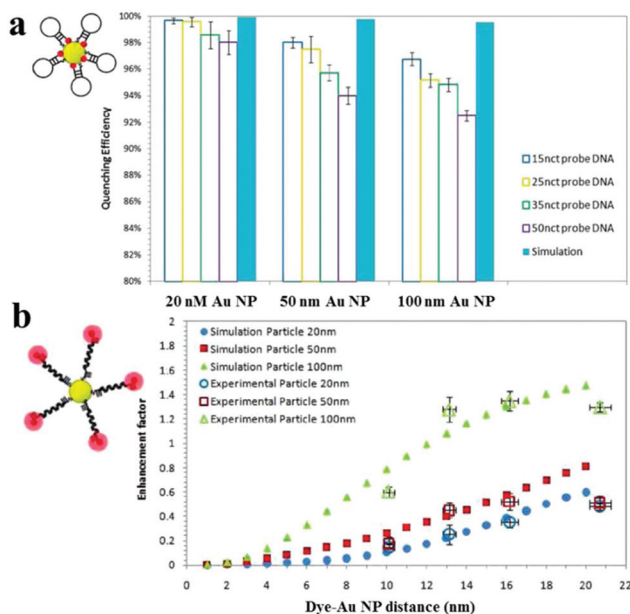 a
100%
98%
96%
94%
92%
90%
88%
86%
84%
82%
80%
Quenching Efficiency
15nct probe DNA
25nct probe DNA
35nct probe DNA
50nct probe DNA
Simulation
20 nM Au NP
50 nm Au NP
100 nm Au NP
b
2
1.8
1.6
1.4
1.2
1
0.8
0.6
0.4
0.2
0
Enhancement factor
Simulation Particle 20nm
Simulation Particle 50nm
Simulation Particle 100nm
Experimental Particle 20nm
Experimental Particle 50nm
Experimental Particle 100nm
0 2 4 6 8 10 12 14 16 18 20 22
Dye-Au NP distance (nm)